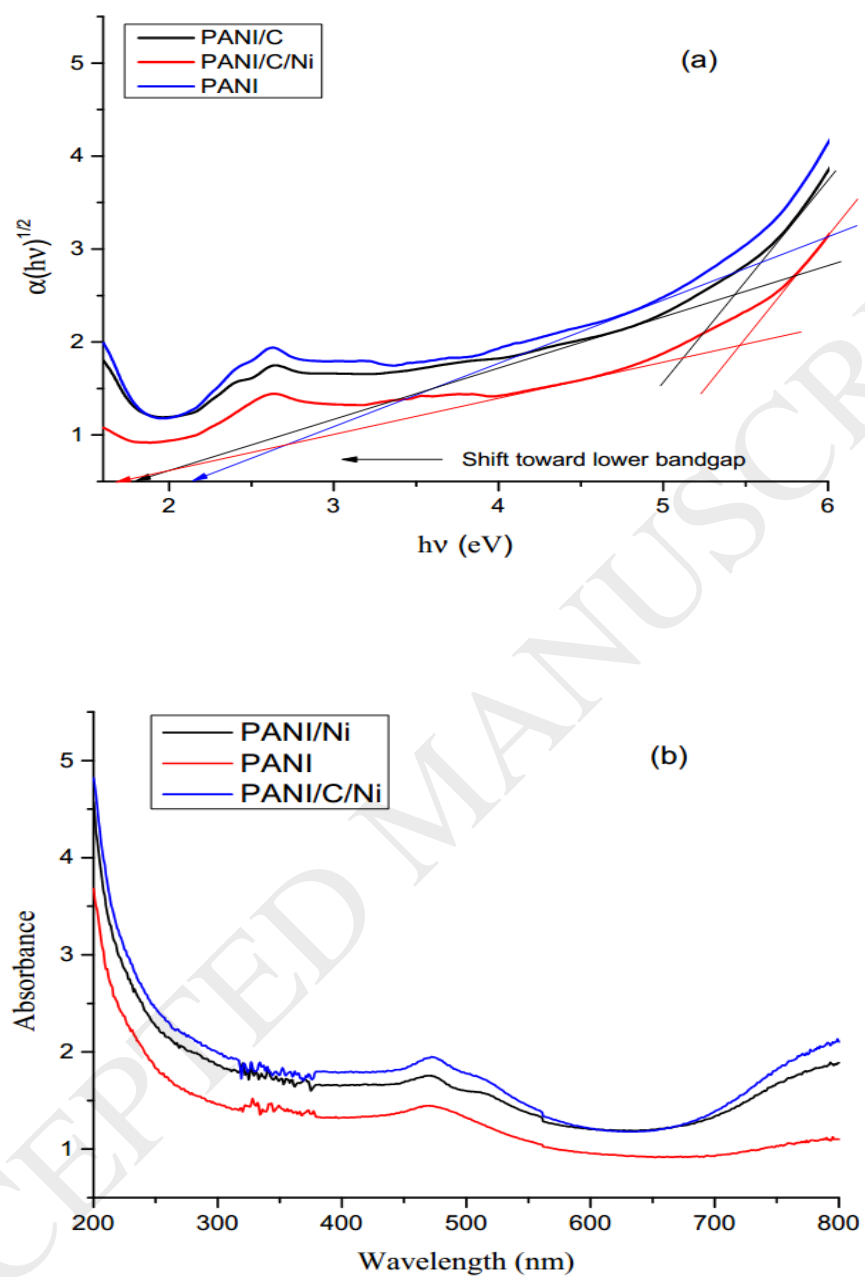 PANI/C
PANI/C/Ni
PANI
(a)
5
4
3
2
1
α(hν)1/2
Shift toward lower bandgap
2
3
4
5
6
hν (eV)
PANI/Ni
PANI
PANI/C/Ni
(b)
5
4
3
2
1
Absorbance
200
300
400
500
600
700
800
Wavelength (nm)
CEPTED MANUSCRI